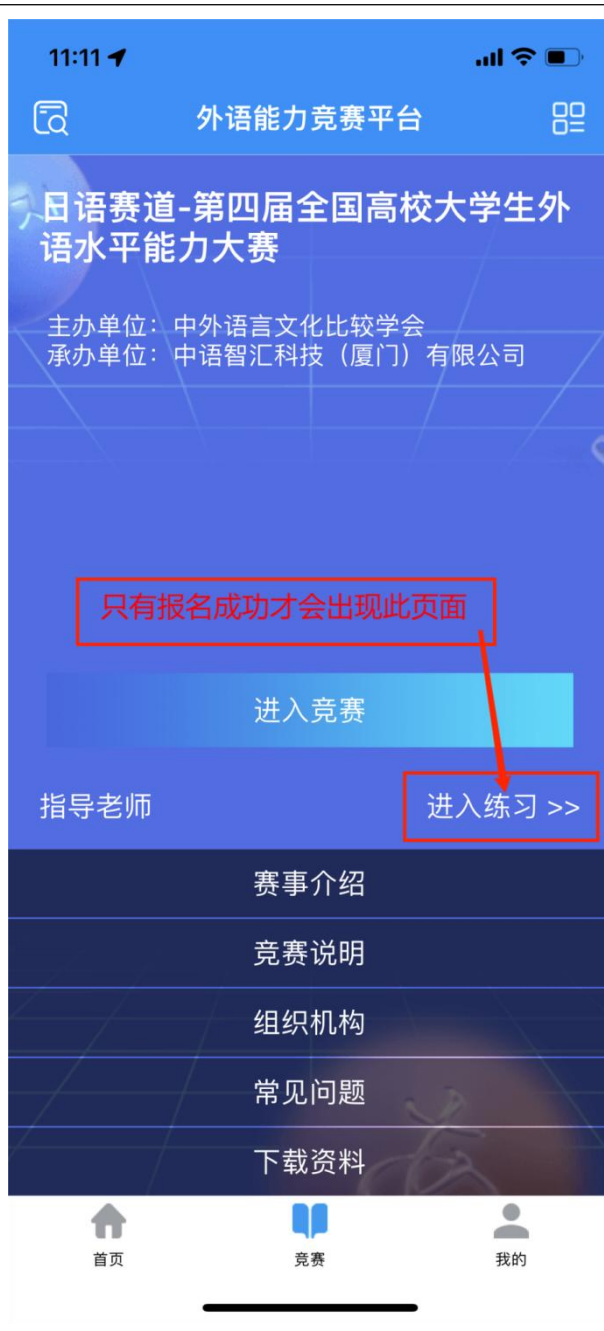 11:11
外语能力竞赛平台
日语赛道-第四届全国高校大学生外
语水平能力大赛
主办单位：中外语言文化比较学会
承办单位：中语智汇科技（厦门）有限公司
只有报名成功才会出现此页面
进入竞赛
指导老师
进入练习 >>
赛事介绍
竞赛说明
组织机构
常见问题
下载资料
首页
竞赛
我的